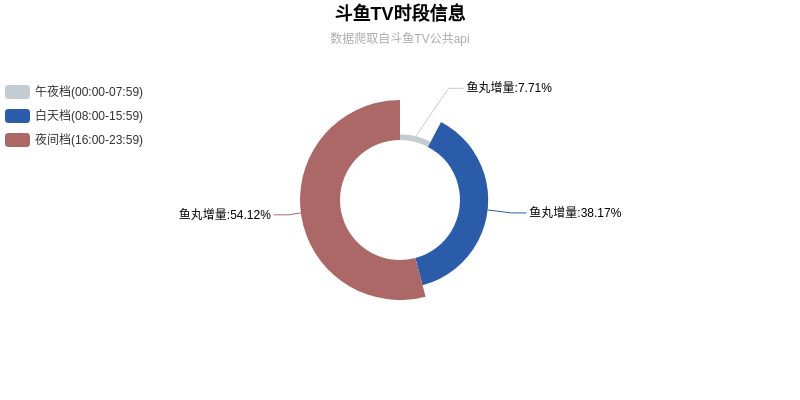 斗鱼TV时段信息
数据爬取自斗鱼TV公共api
午夜档(00:00-07:59)
白天档(08:00-15:59)
夜间档(16:00-23:59)
鱼丸增量:7.71%
鱼丸增量:38.17%
鱼丸增量:54.12%